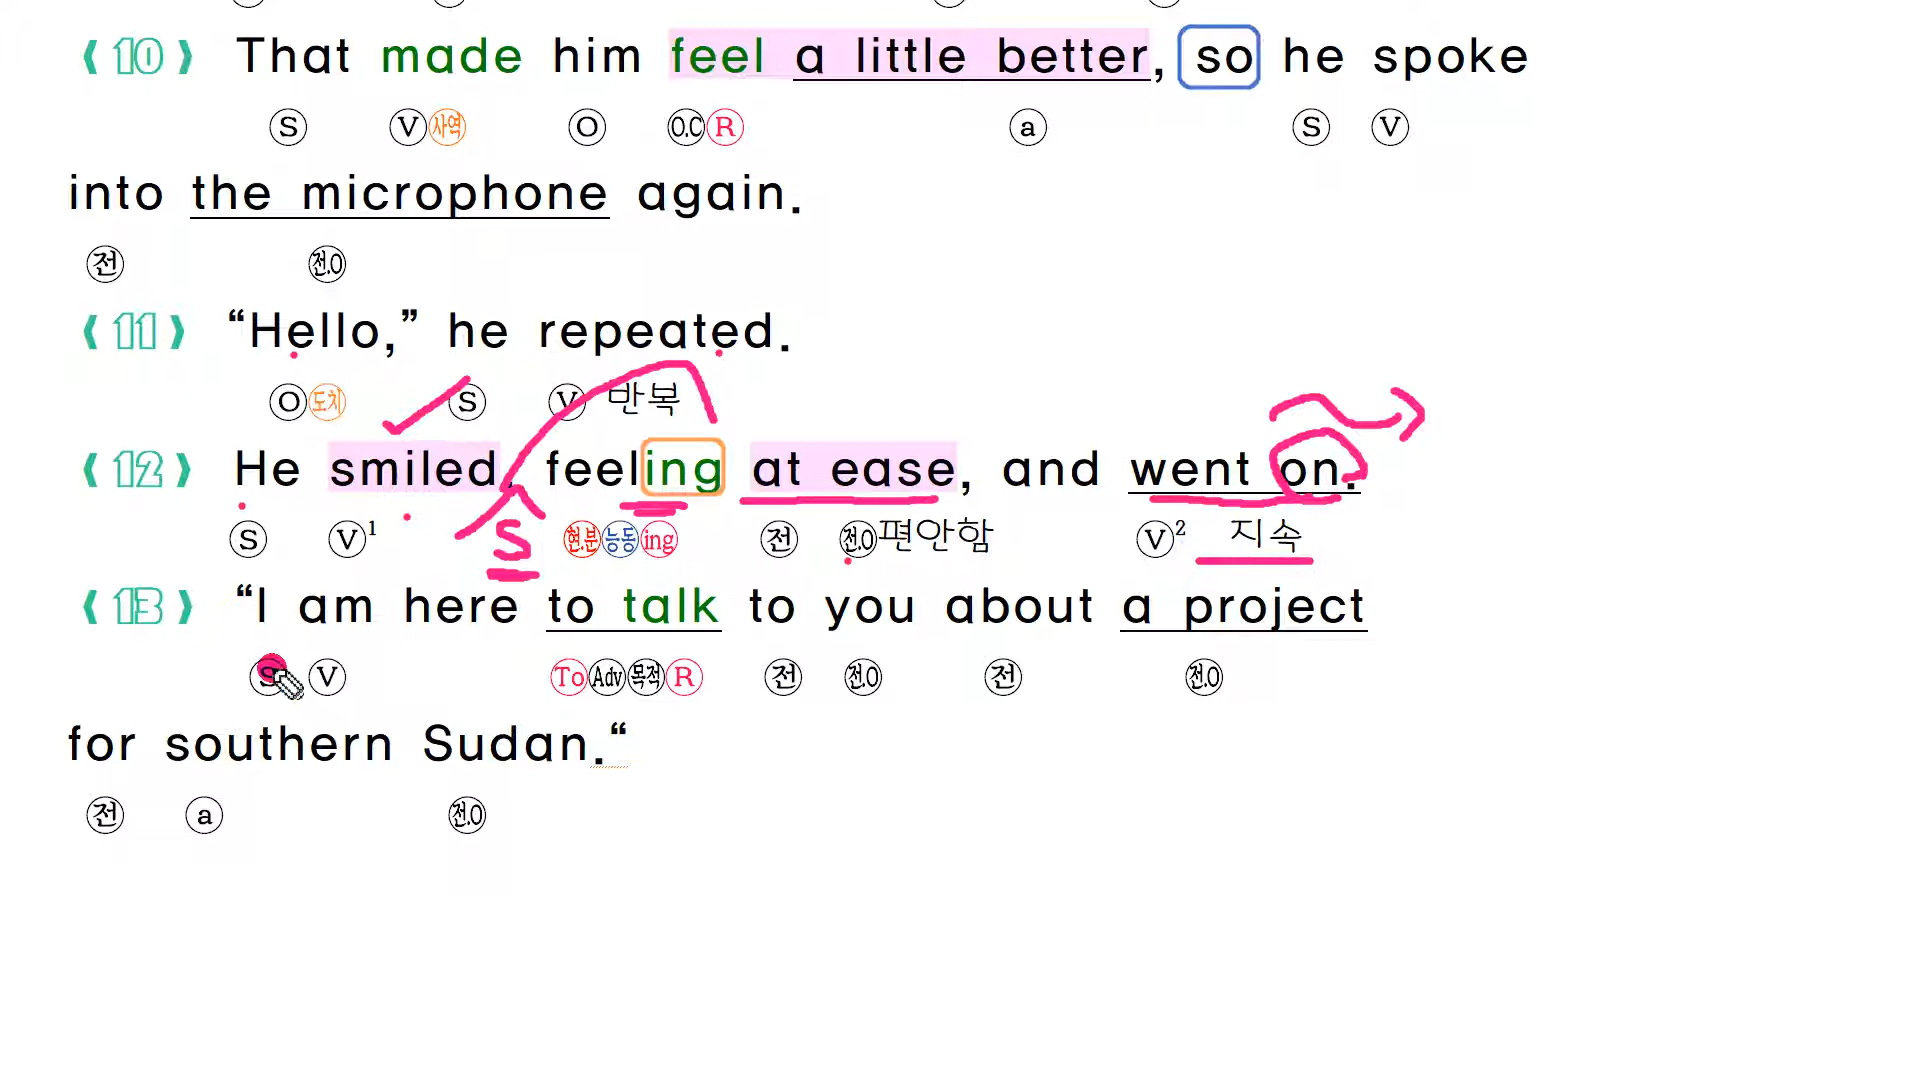 ❪10❫ That made him feel a little better, so he spoke
Ⓢ Ⓥ 사역 Ⓞ O.C Ⓡ ⓐ Ⓢ Ⓥ
into the microphone again.
전 전.O
❪11❫ “Hello,” he repeated.
Ⓞ 도치 Ⓢ Ⓥ 반복
❪12❫ He smiled, feeling at ease, and went on.
Ⓢ Ⓥ1 S 현.분 능동 ing 전 전.O 편안함 Ⓥ2 지속
❪13❫ “I am here to talk to you about a project
Ⓢ Ⓥ To Adv 목적 Ⓡ 전 전.O 전 전.O
for southern Sudan.“
전 ⓐ 전.O